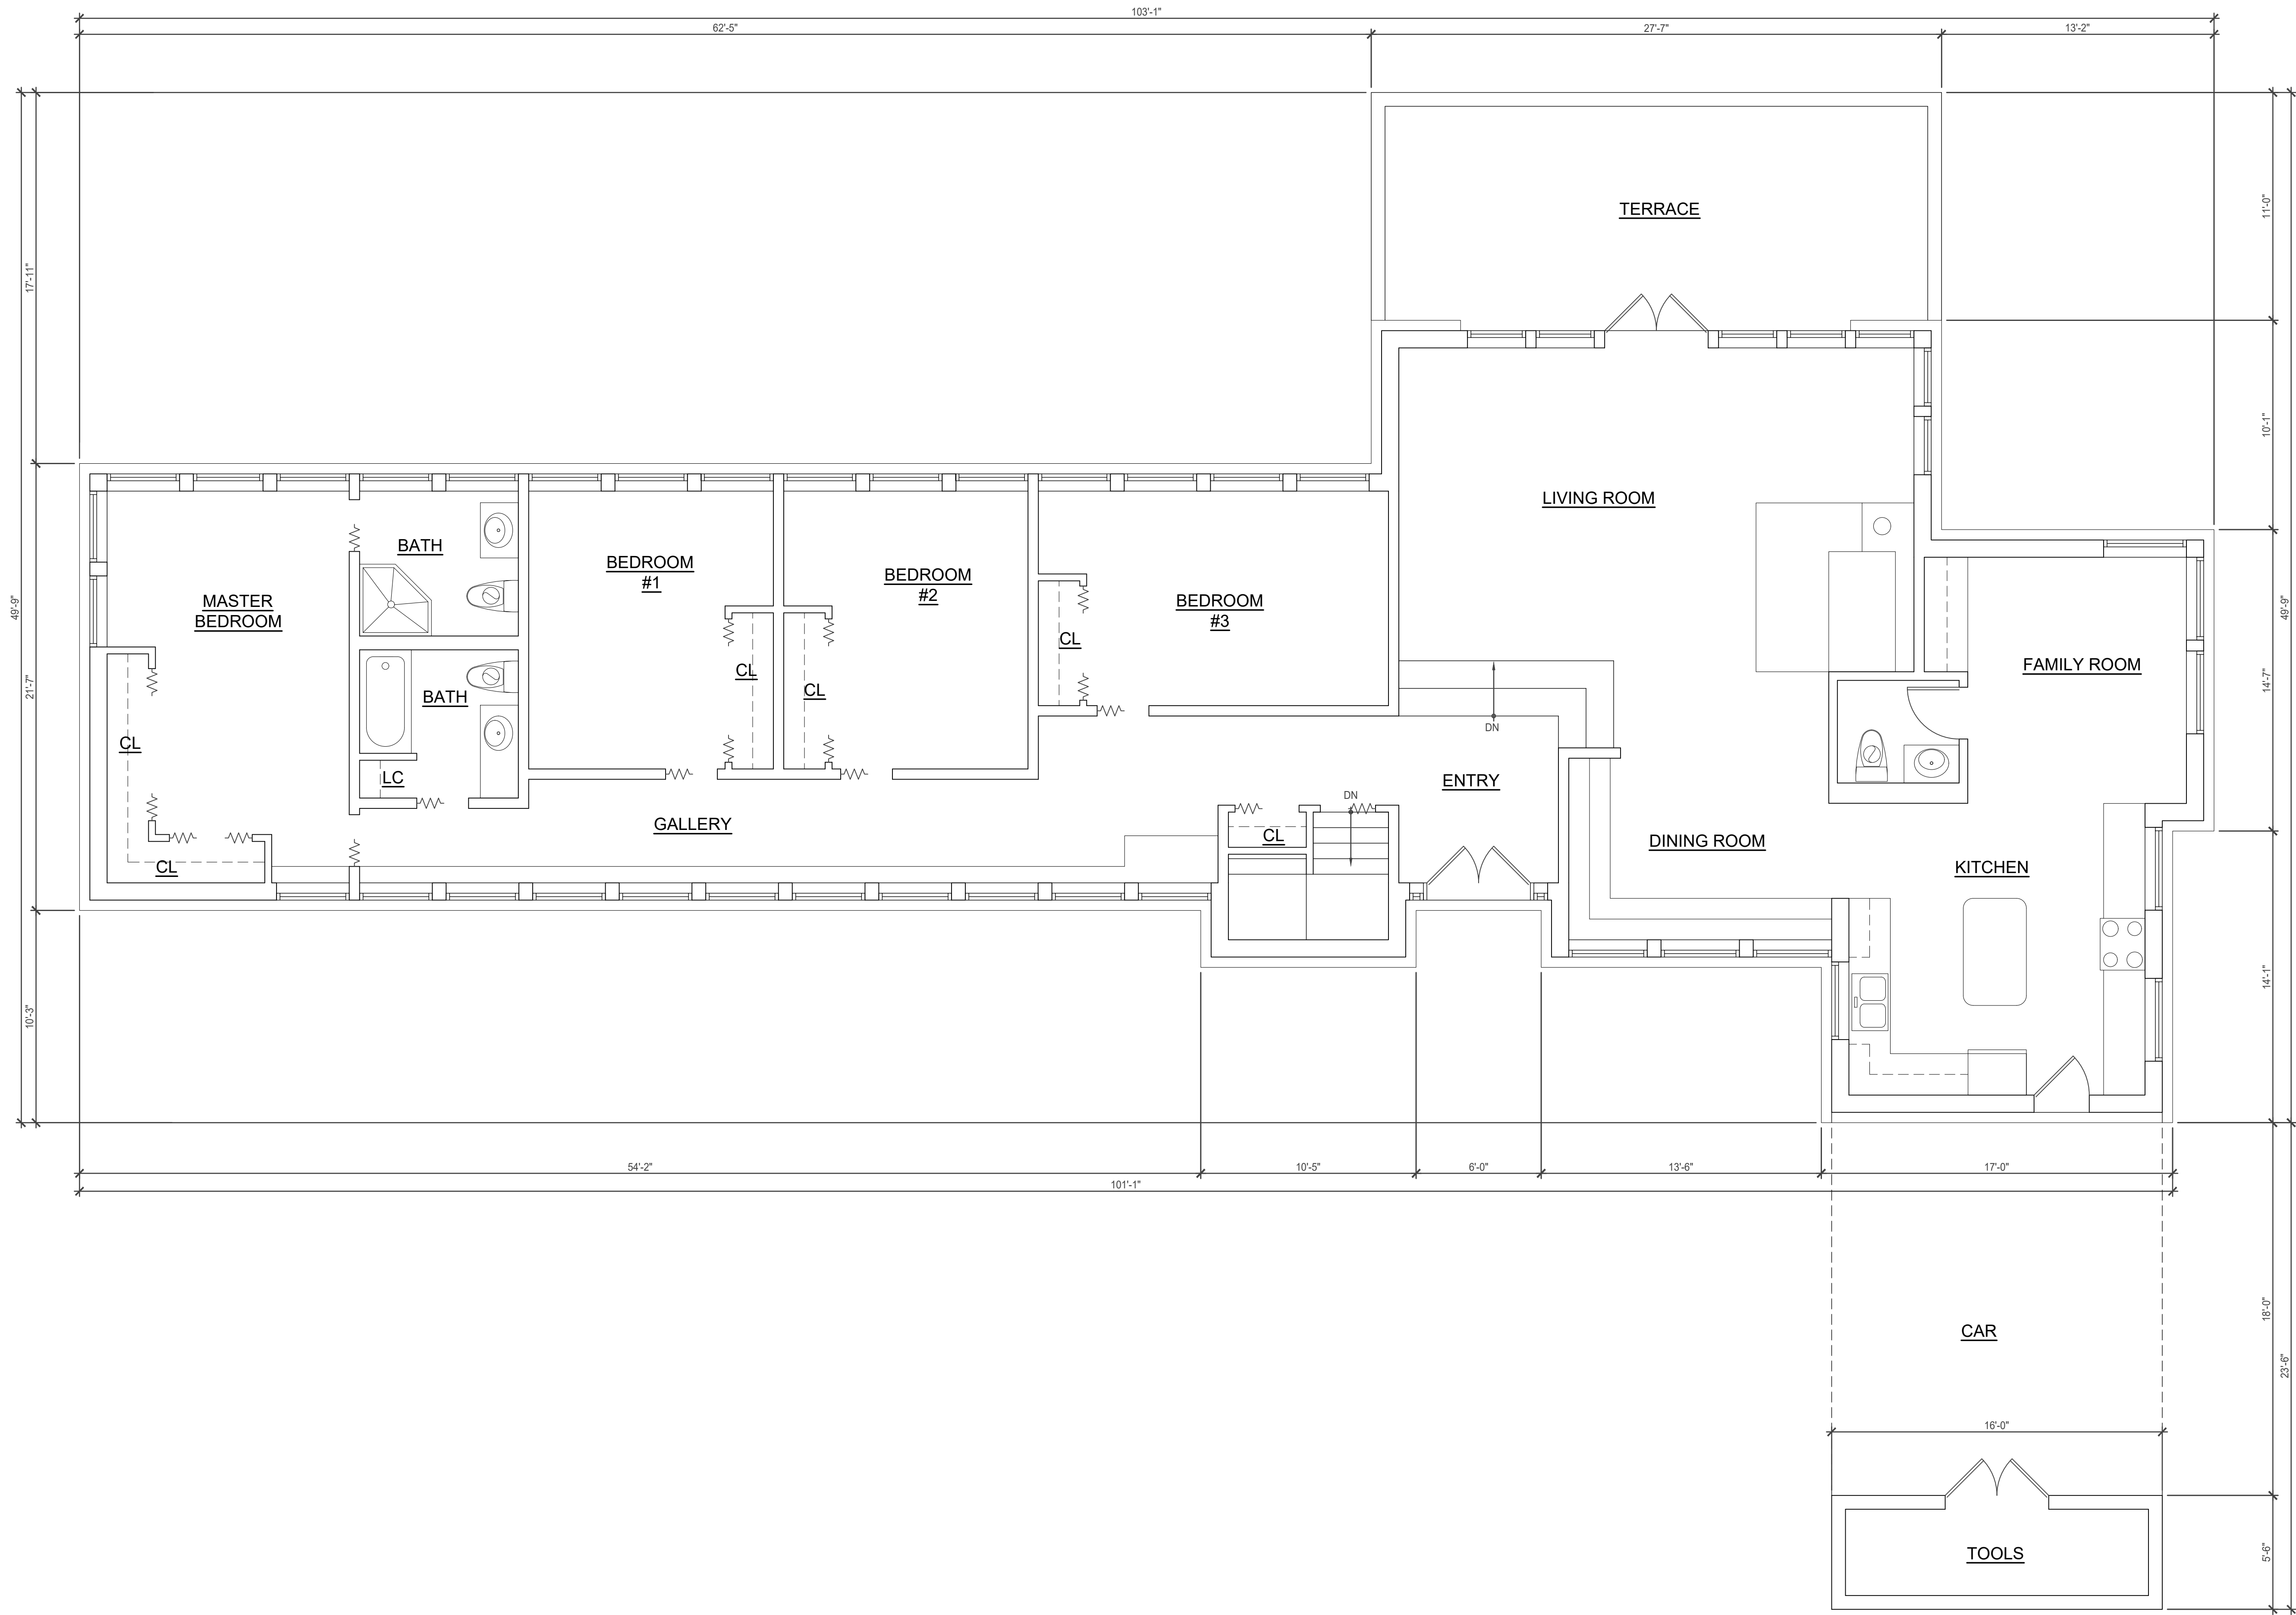 103'-1"
62'-5"
27'-7"
13'-2"
TERRACE
11'-0"
17'-11"
10'-1"
LIVING ROOM
BATH
BEDROOM
#1
BEDROOM
#2
BEDROOM
#3
MASTER
BEDROOM
49'-9"
49'-9"
CL
FAMILY ROOM
CL
CL
21'-7"
14'-7"
BATH
DN
CL
LC
ENTRY
DN
GALLERY
CL
DINING ROOM
CL
KITCHEN
10'-3"
14'-1"
54'-2"
10'-5"
6'-0"
13'-6"
17'-0"
101'-1"
18'-0"
CAR
23'-6"
16'-0"
TOOLS
5'-6"